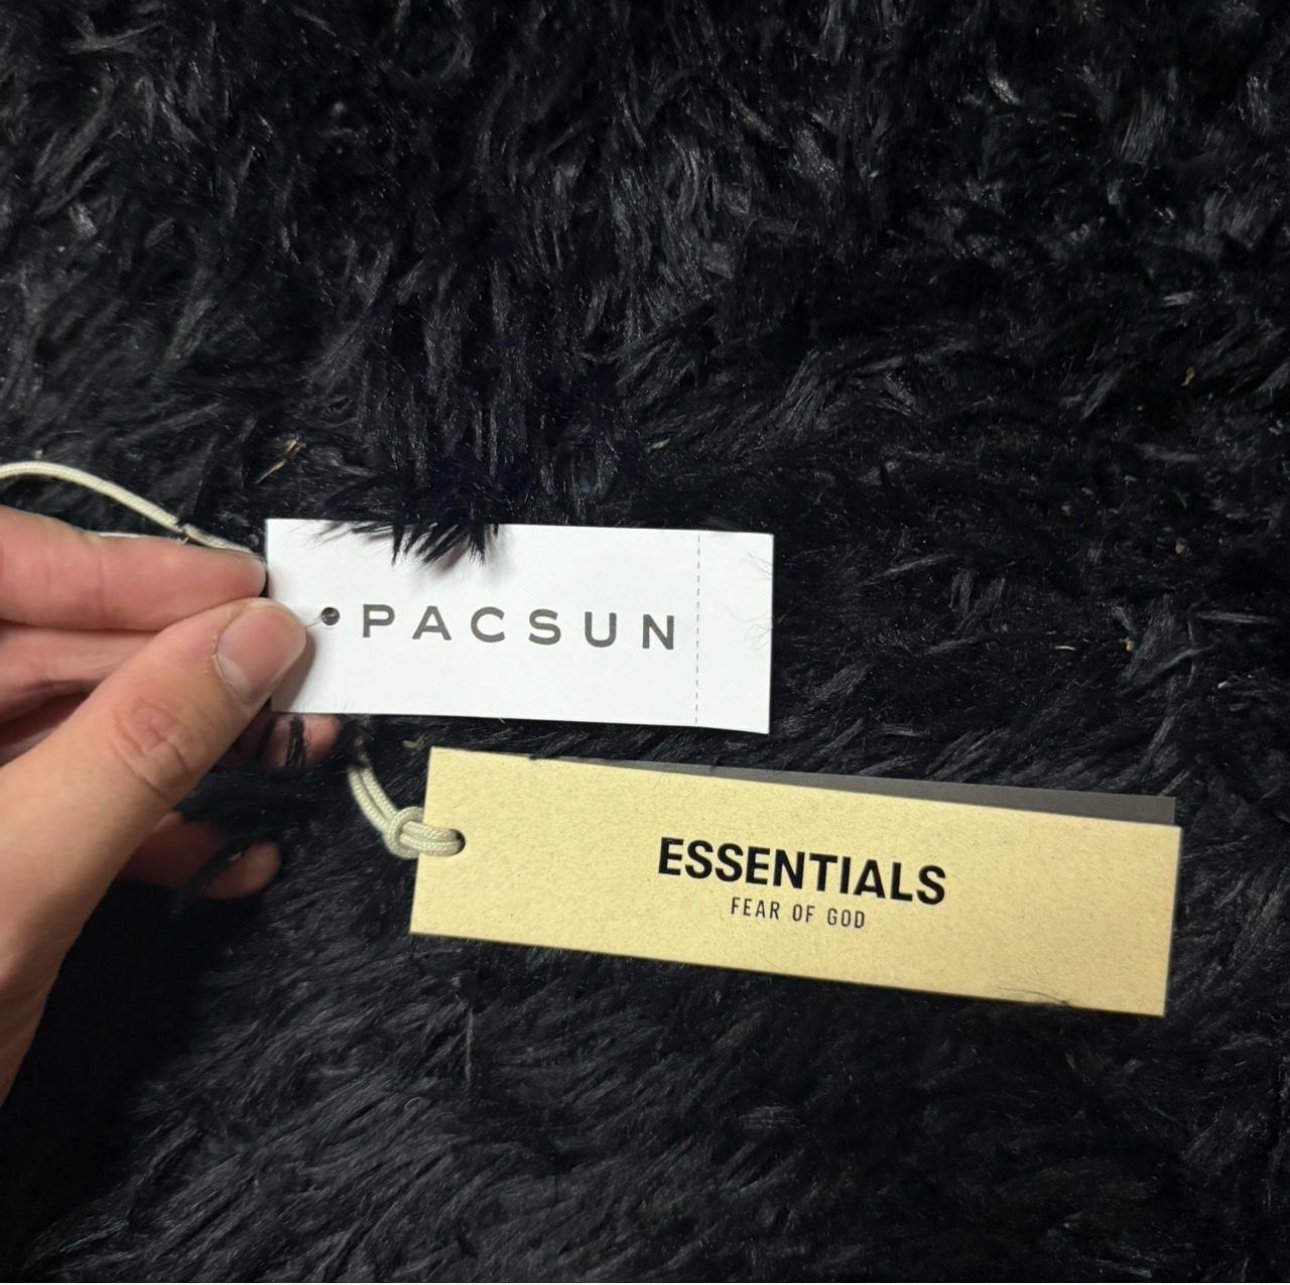 PACSUN
ESSENTIALS
FEAR OF GOD